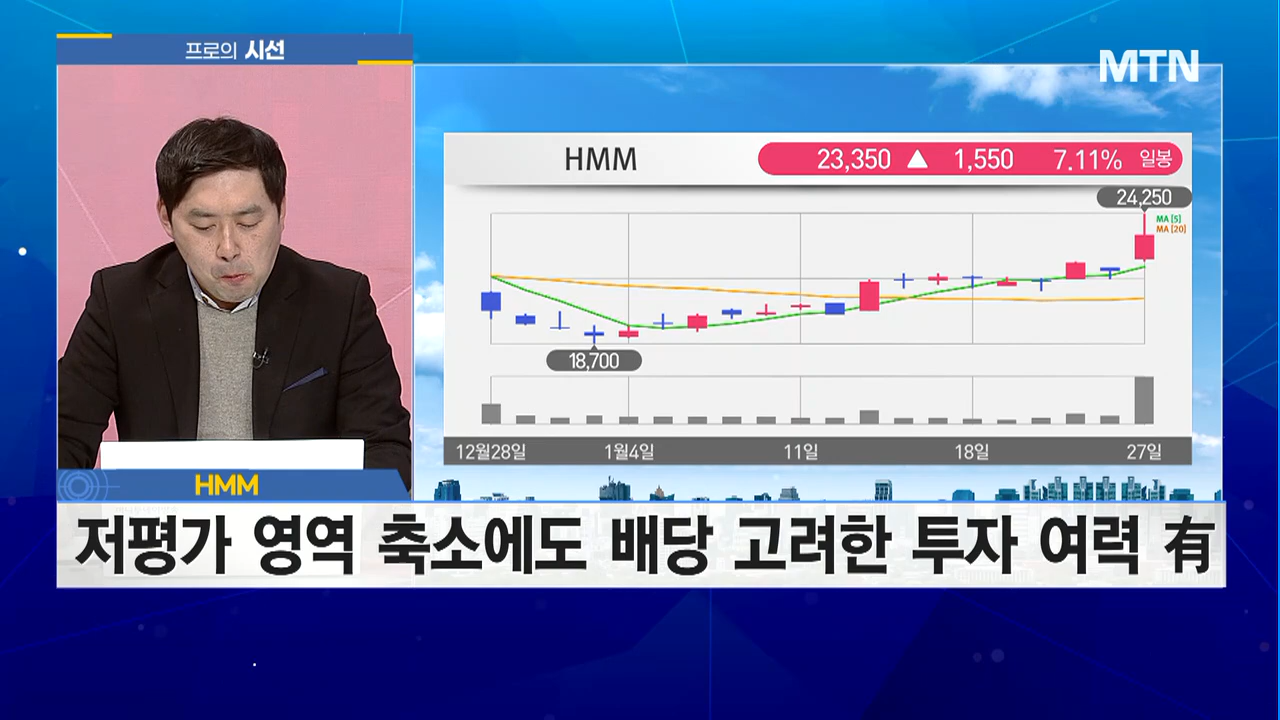 프로의 시선
MTN
HMM
23,350 ▲ 1,550 7.11% 일봉
24,250
MA [5]
MA [20]
18,700
12월28일 1월4일 11일 18일 27일
HMM
저평가 영역 축소에도 배당 고려한 투자 여력 有